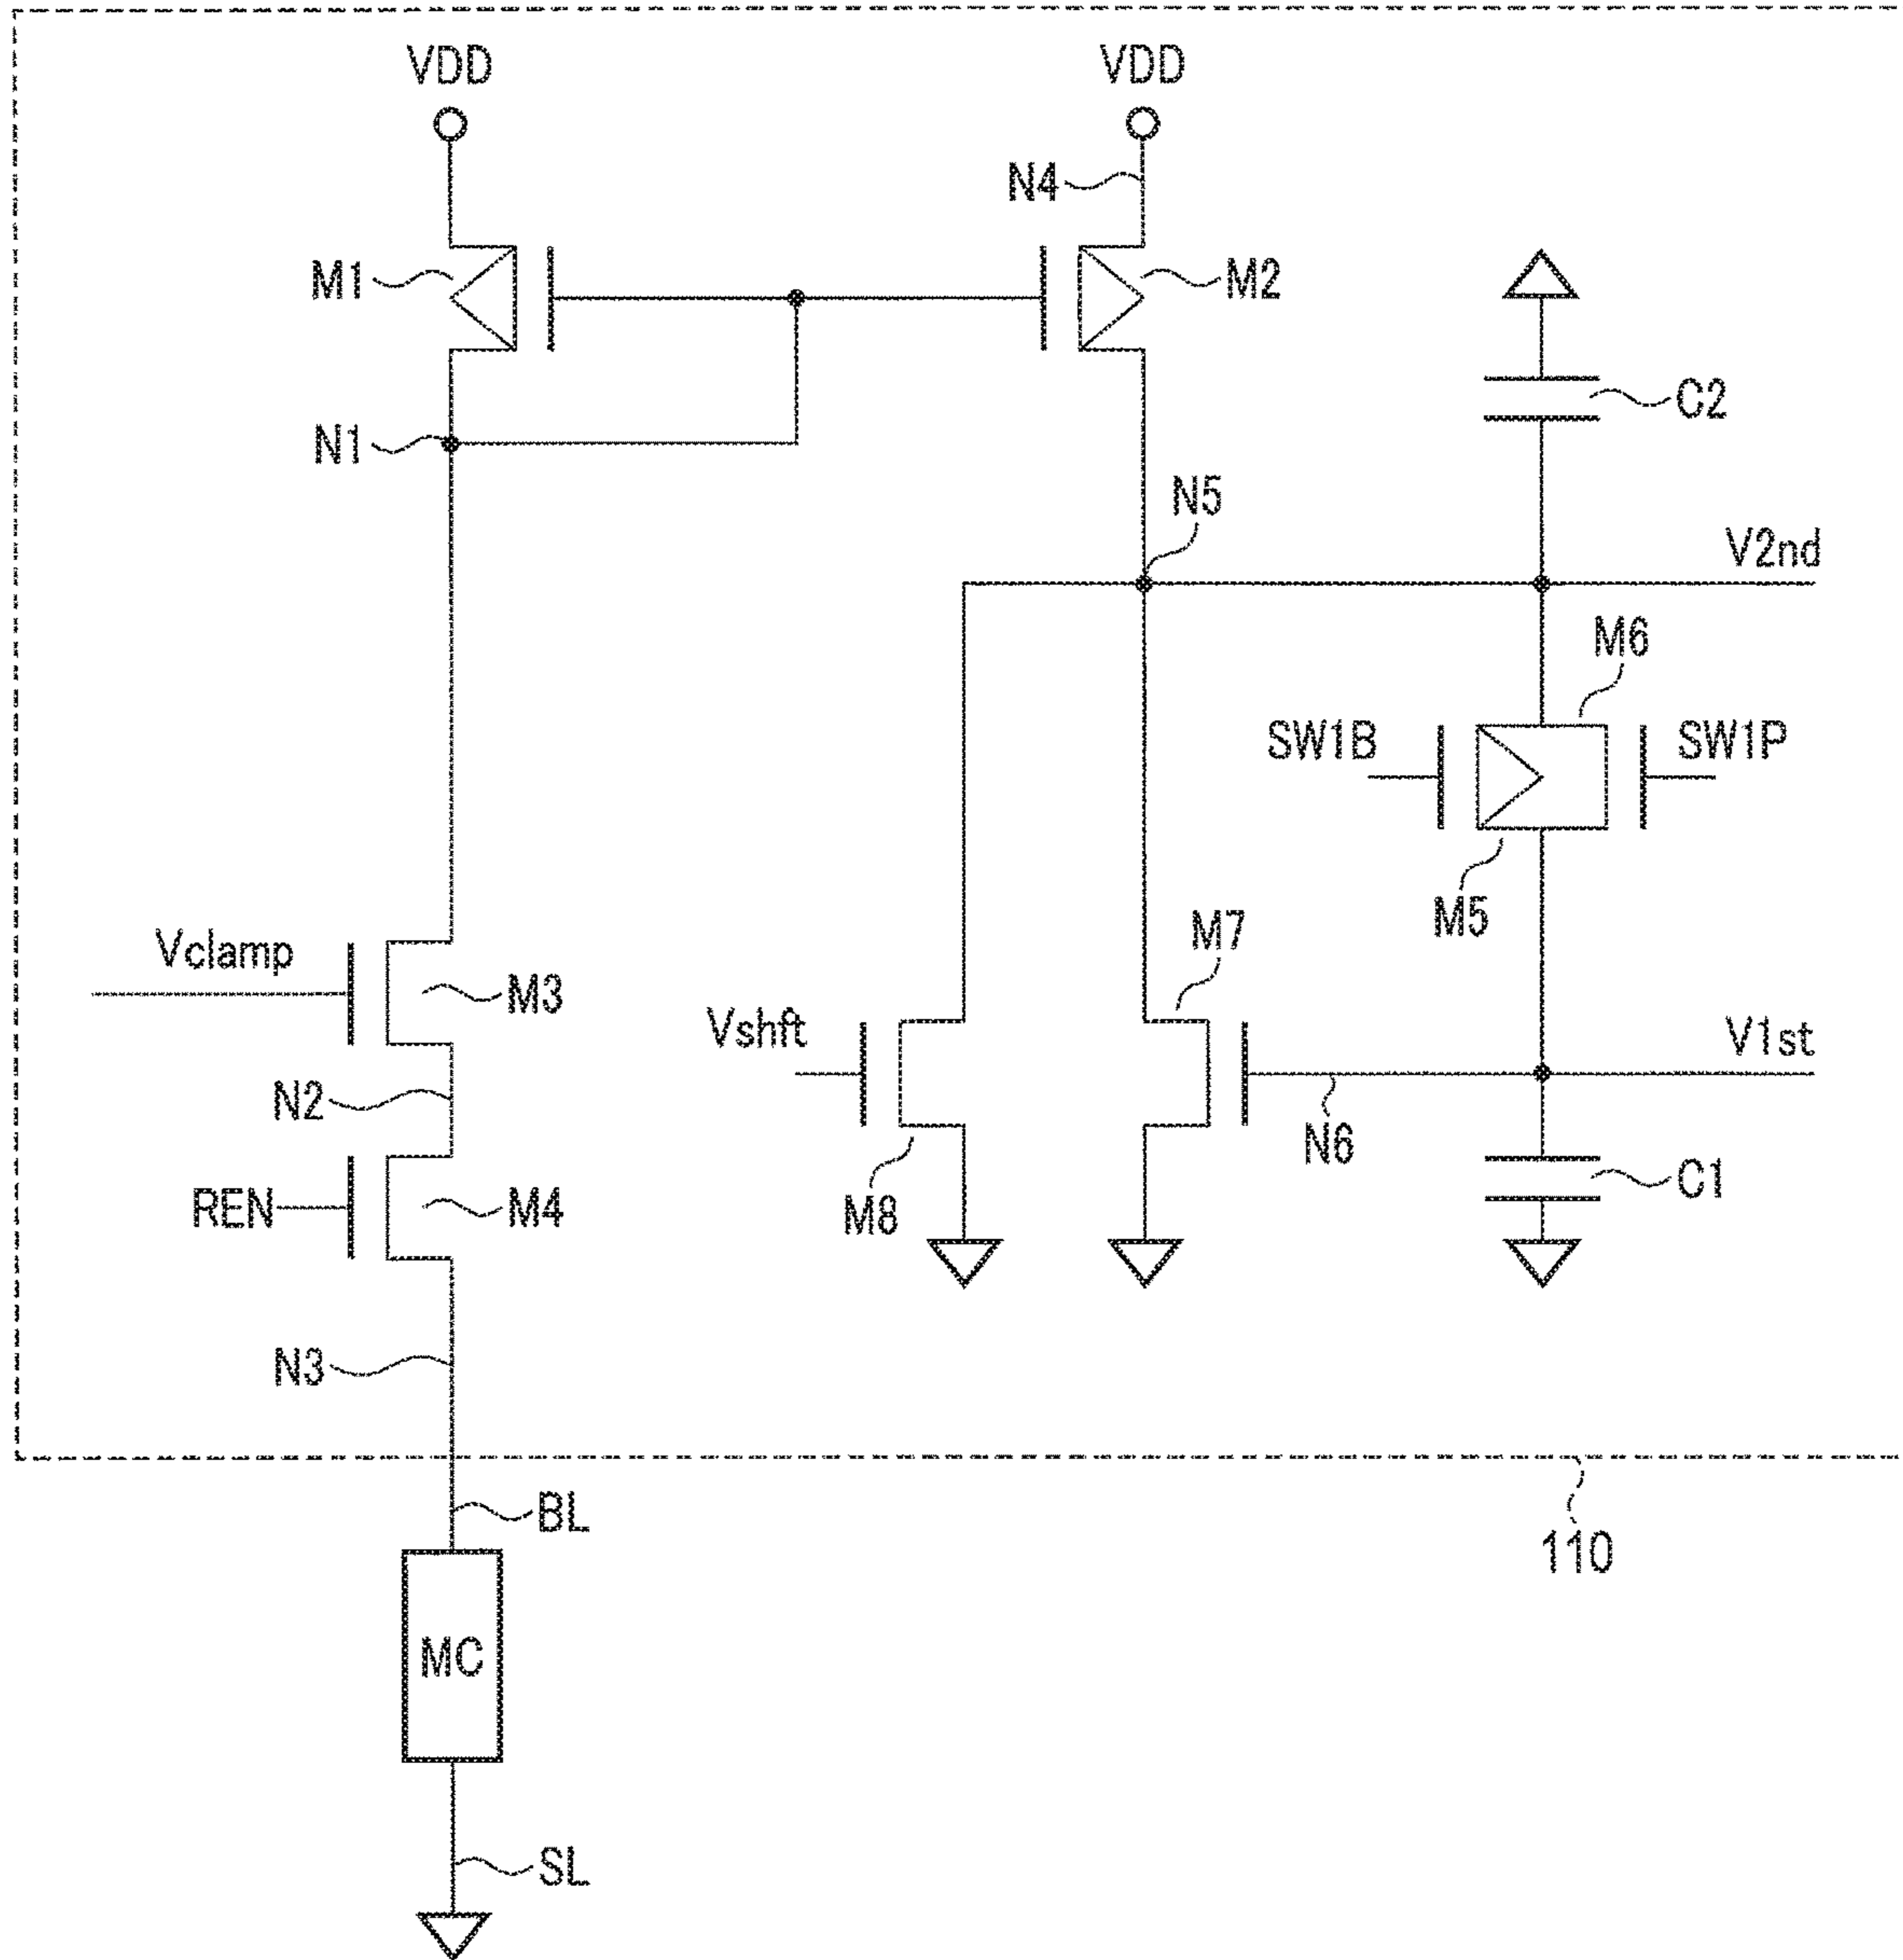 VDD
VDD
N4
M1
M2
C2
N1
N5
V2nd
M6
SW1B
SW1P
M5
M7
Vclamp
M3
Vshft
V1st
N2
N6
REN
M4
M8
C1
N3
BL
110
MC
SL